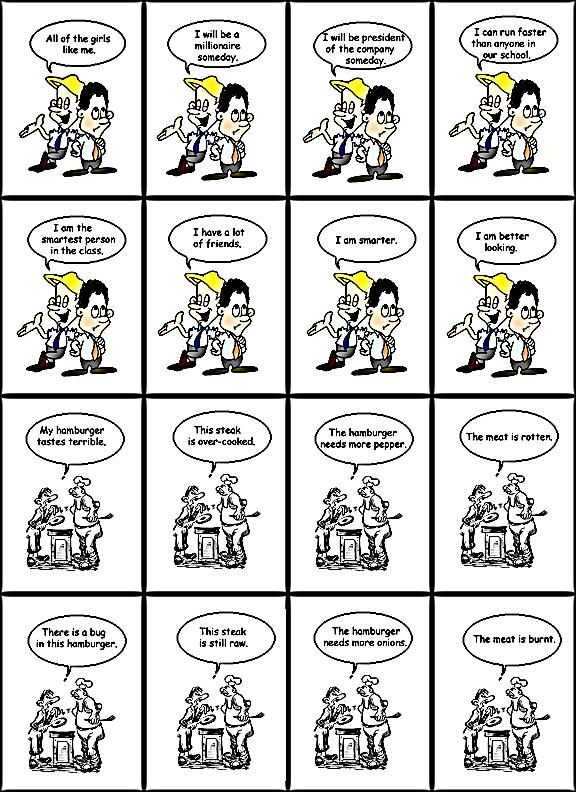 All of the girls
like me.
I will be a
millionaire
someday.
I will be president
of the company
someday.
I can run faster
than anyone in
our school.
I am the
smartest person
in the class.
I have a lot
of friends.
I am smarter.
I am better
looking.
My hamburger
tastes terrible.
This steak
is over-cooked.
The hamburger
needs more pepper.
The meat is rotten.
There is a bug
in this hamburger.
This steak
is still raw.
The hamburger
needs more onions.
The meat is burnt.